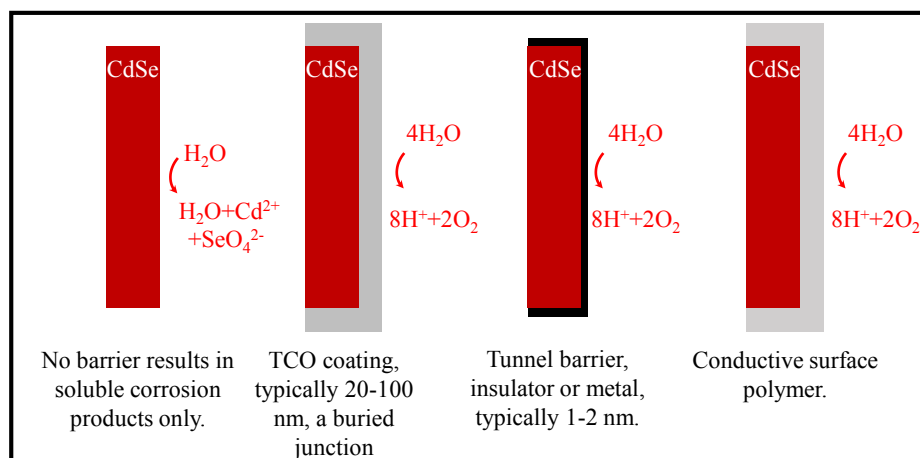 CdSe
H₂O
H₂O+Cd²⁺
+SeO₄²⁻
No barrier results in
soluble corrosion
products only.
CdSe
4H₂O
8H⁺+2O₂
TCO coating,
typically 20-100
nm, a buried
junction
CdSe
4H₂O
8H⁺+2O₂
Tunnel barrier,
insulator or metal,
typically 1-2 nm.
CdSe
4H₂O
8H⁺+2O₂
Conductive surface
polymer.